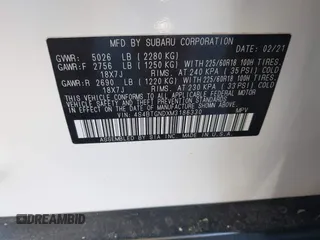 MFD BY SUBARU CORPORATION DATE: 02/21
GVWR: 5026 LB (2280 KG)
GAWR:F 2756 LB (1250 KG) WITH 225/60R18 100H TIRES,
18X7J RIMS, AT 240 KPA ( 35 PSI) COLD
GAWR:R 2690 LB (1220 KG) WITH 225/60R18 100H TIRES,
18X7J RIMS, AT 230 KPA ( 33 PSI) COLD
THIS VEHICLE CONFORMS TO ALL APPLICABLE FEDERAL MOTOR VEHICLE
SAFETY, BUMPER, AND THEFT PREVENTION STANDARDS IN EFFECT
ON THE DATE OF MANUFACTURE SHOWN ABOVE.
VIN: MPV
ASSEMBLED BY S I A, INC. IN U.S.A.
DREAMBID